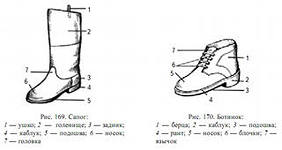 1
2
3
4
5
6
7
1
2
3
4
5
6
7
Рис. 169. Сапог:
1 — ушко; 2 — голенище; 3 — задник;
4 — каблук; 5 — подошва; 6 — носок;
7 — головка
Рис. 170. Ботинок:
1 — берца; 2 — каблук; 3 — подошва;
4 — рант; 5 — носок; 6 — блочки; 7 —
язычок